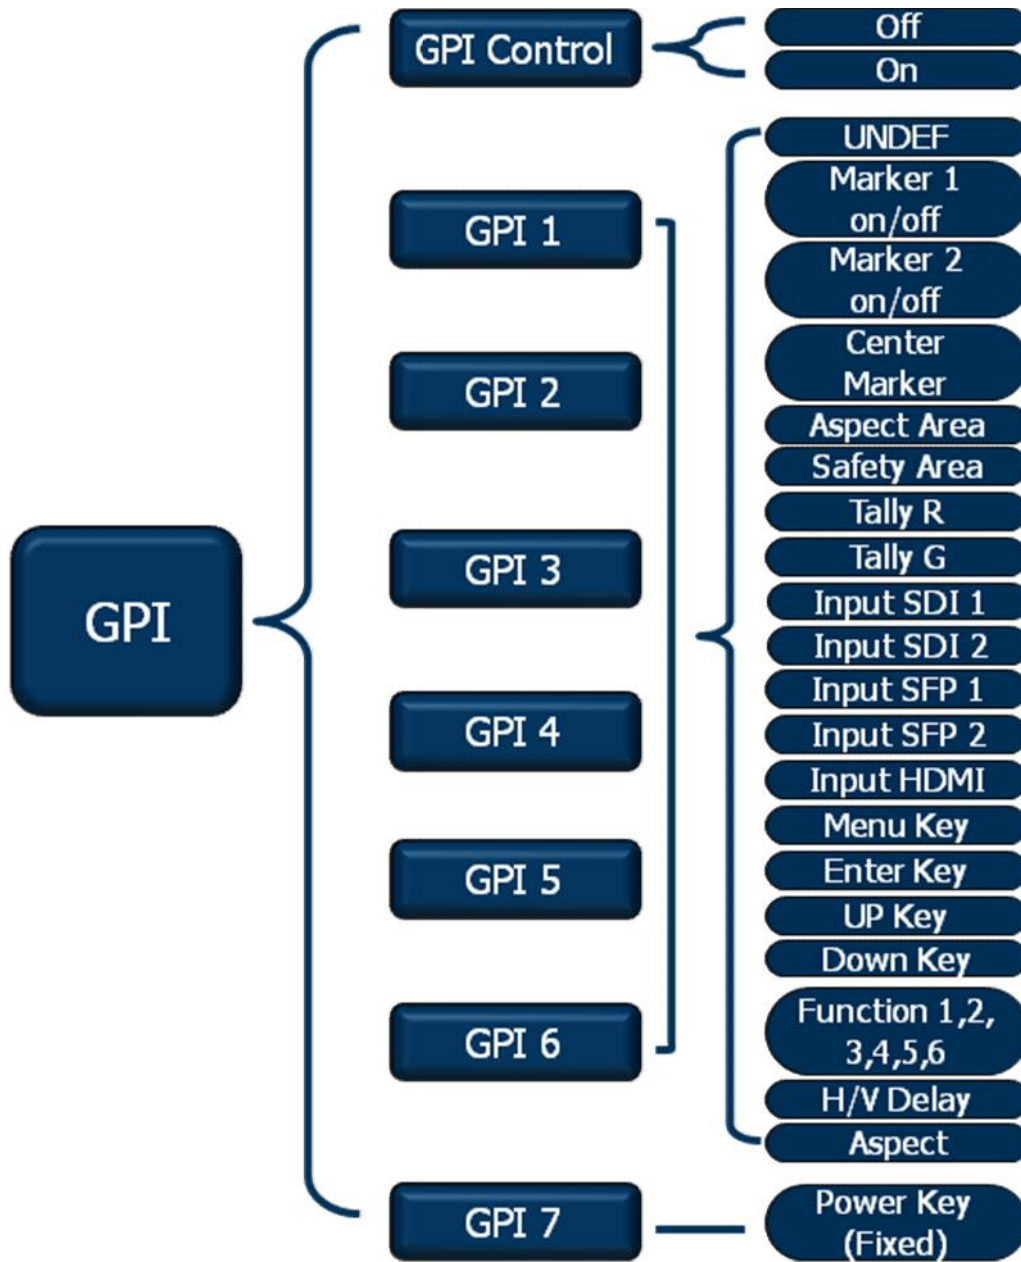 GPI
GPI Control
Off
On
GPI 1
GPI 2
GPI 3
GPI 4
GPI 5
GPI 6
UNDEF
Marker 1
on/off
Marker 2
on/off
Center
Marker
Aspect Area
Safety Area
Tally R
Tally G
Input SDI 1
Input SDI 2
Input SFP 1
Input SFP 2
Input HDMI
Menu Key
Enter Key
UP Key
Down Key
Function 1,2,
3,4,5,6
H/V Delay
Aspect
GPI 7
Power Key
(Fixed)